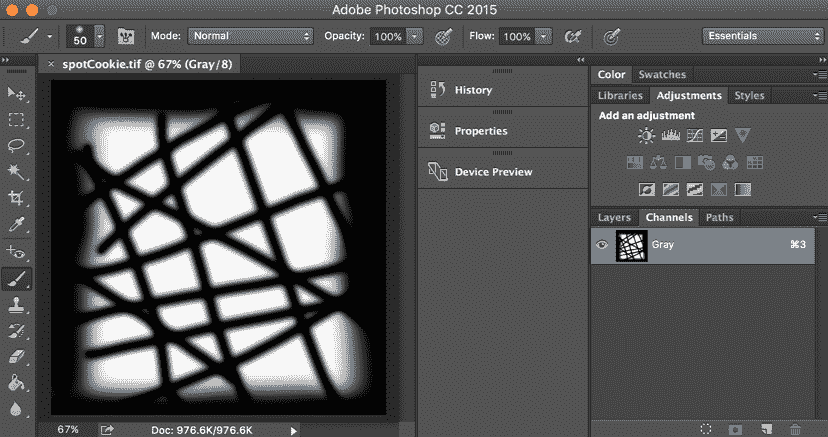 Adobe Photoshop CC 2015
50 Mode: Normal Opacity: 100% Flow: 100% Essentials
× spotCookie.tif @ 67% (Gray/8)
History
Properties
Device Preview
Color Swatches
Libraries Adjustments Styles
Add an adjustment
Layers Channels Paths
Gray ⌘3
67% Doc: 976.6K/976.6K